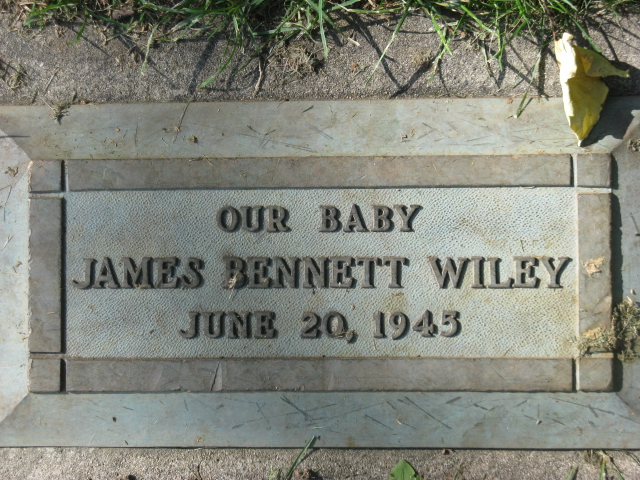 OUR BABY
JAMES BENNETT WILEY
JUNE 20, 1945